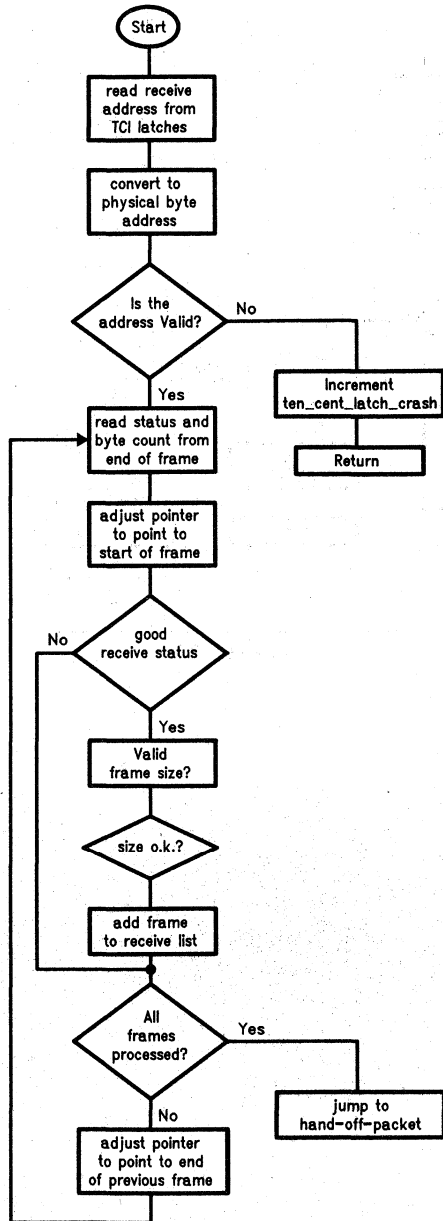 Start
read receive
address from
TCI latches
convert to
physical byte
address
Is the
address Valid?
No
Yes
Increment
ten_cent_latch_crash
Return
read status and
byte count from
end of frame
adjust pointer
to point to
start of frame
No
good
receive status
Yes
Valid
frame size?
size o.k.?
add frame
to receive list
All
frames
processed?
Yes
No
jump to
hand-off-packet
adjust pointer
to point to end
of previous frame